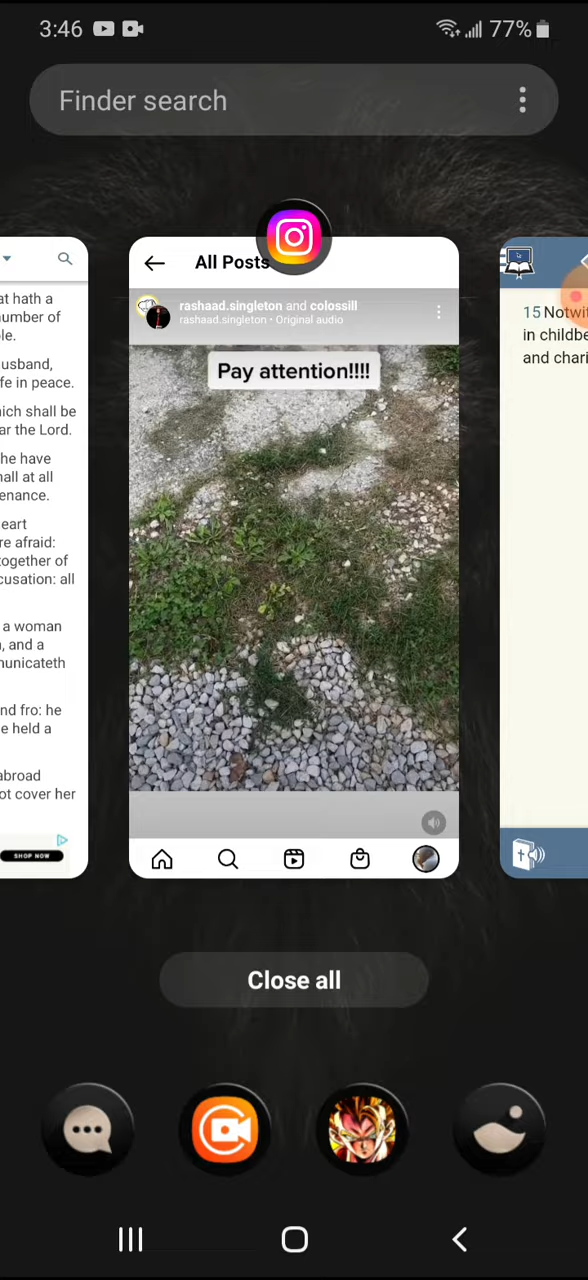 3:46
77%
Finder search
All Posts
at hath a
number of
le.
usband,
fe in peace.
ich shall be
ar the Lord.
he have
hall at all
enance.
eart
re afraid:
together of
cusation: all
a woman
, and a
municateth
nd fro: he
e held a
abroad
ot cover her
SHOP NOW
rashaad.singleton and colossill
rashaad.singleton • Original audio
Pay attention!!!!
15 Notwit
in childbe
and chari
Close all